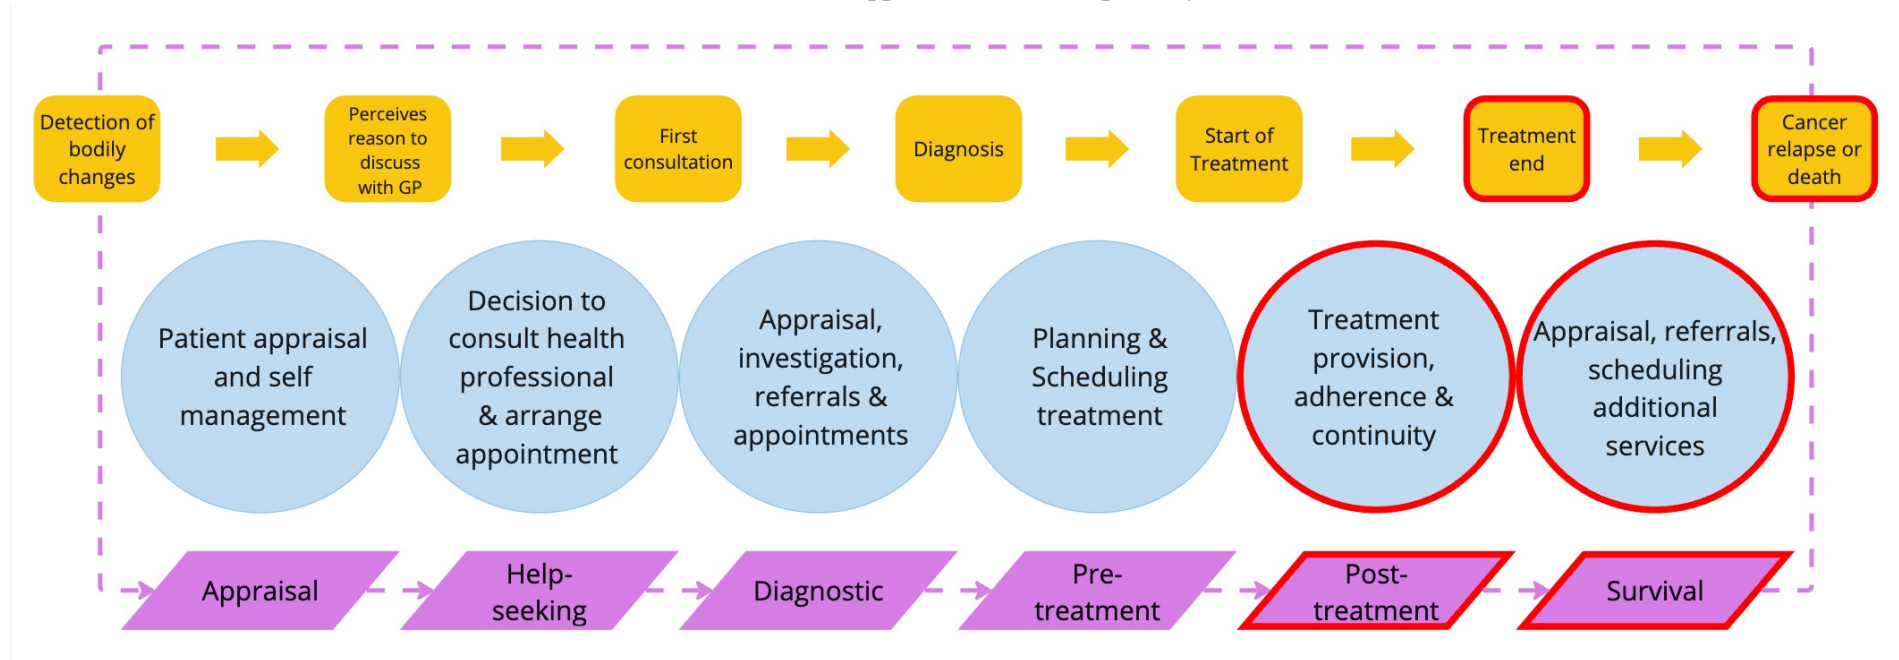 Detection of
bodily
changes
Perceives
reason to
discuss
with GP
First
consultation
Diagnosis
Start of
Treatment
Treatment
end
Cancer
relapse or
death
Patient appraisal
and self
management
Decision to
consult health
professional
& arrange
appointment
Appraisal,
investigation,
referrals &
appointments
Planning &
Scheduling
treatment
Treatment
provision,
adherence &
continuity
Appraisal, referrals,
scheduling
additional
services
Appraisal
Help-
seeking
Diagnostic
Pre-
treatment
Post-
treatment
Survival